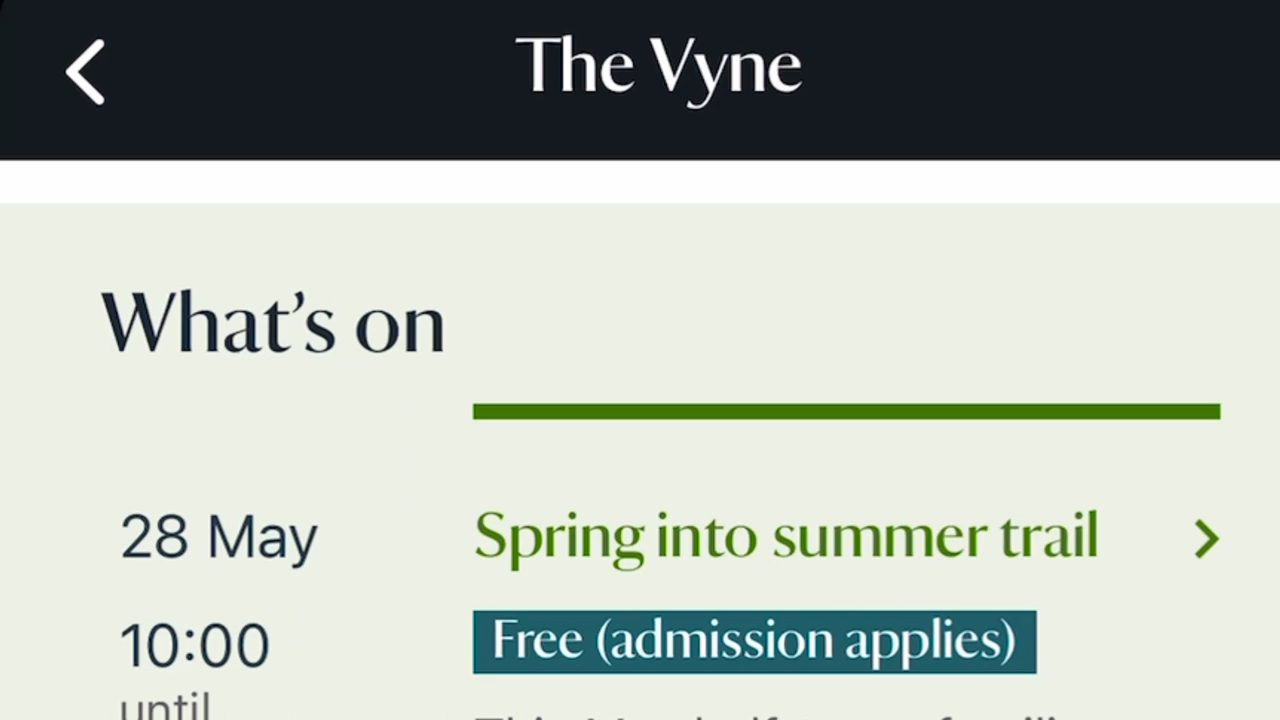 The Vyne
What's on
28 May
Spring into summer trail
10:00
Free (admission applies)
until